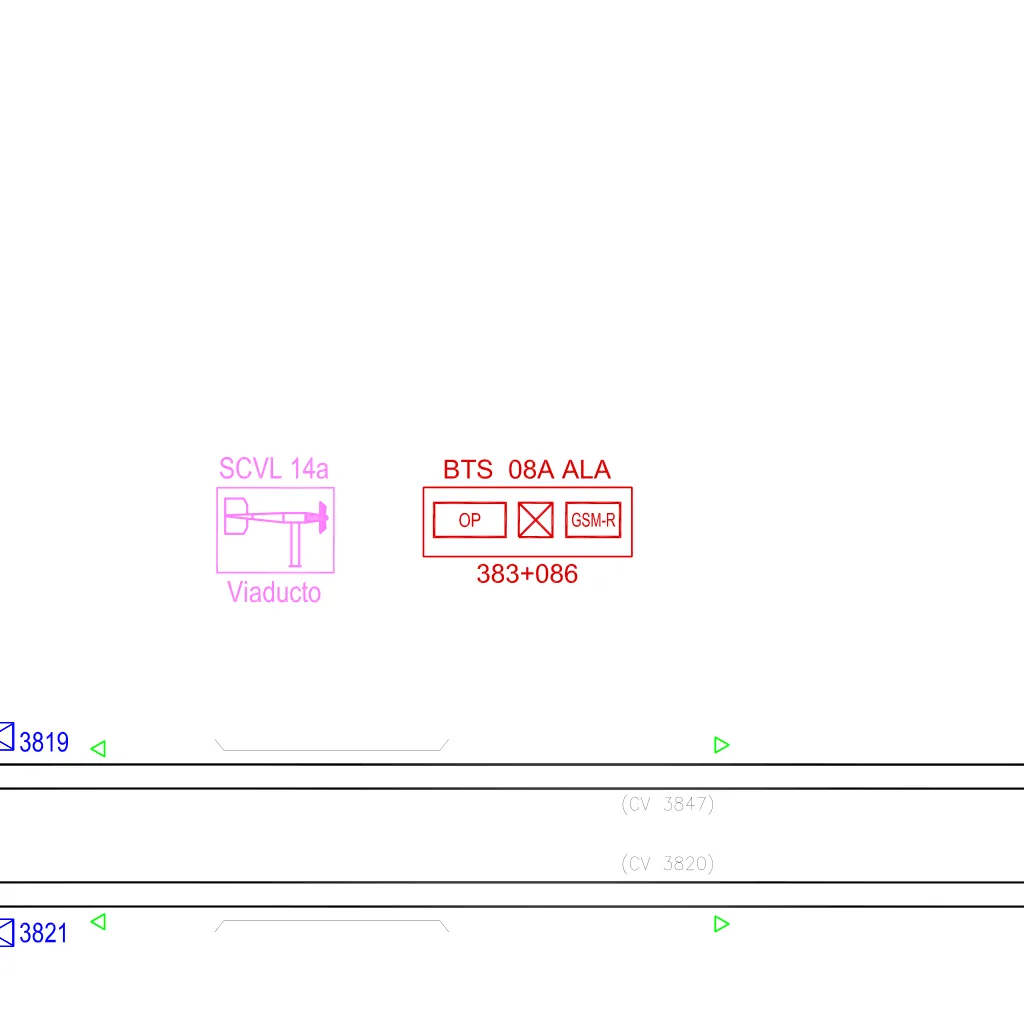 SCVL 14a
Viaducto
BTS 08A ALA
OP
GSM-R
383+086
3819
(CV 3847)
(CV 3820)
3821